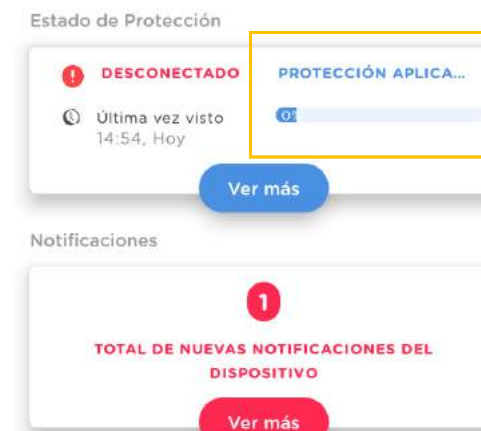 Estado de Protección
DESCONECTADO
Última vez visto
14:54, Hoy
PROTECCIÓN APLICA...
Ver más
Notificaciones
1
TOTAL DE NUEVAS NOTIFICACIONES DEL
DISPOSITIVO
Ver más